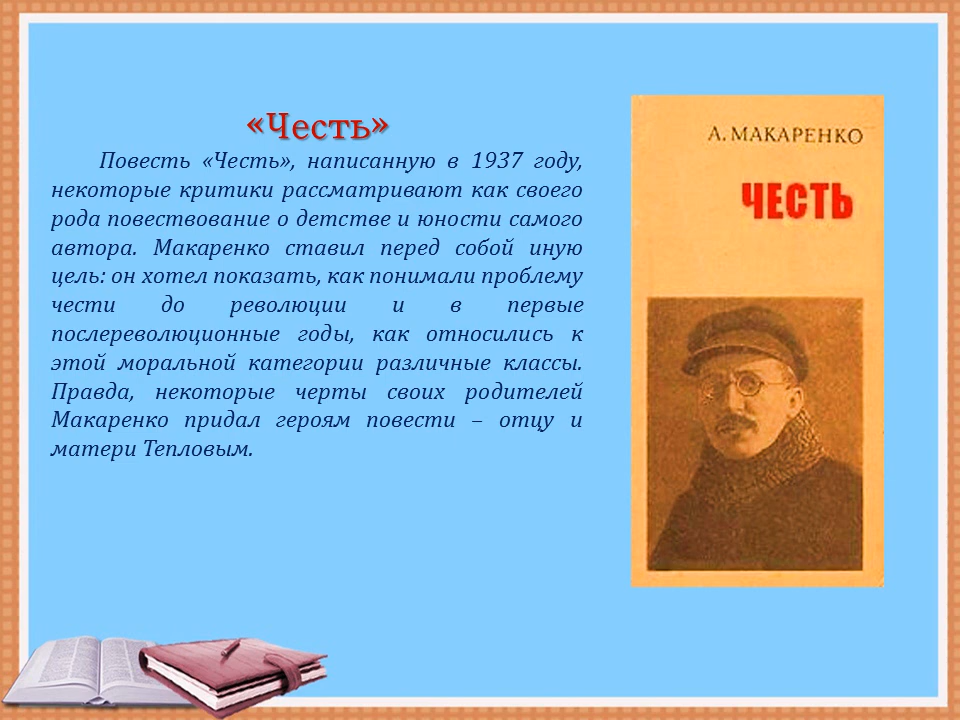 «Честь»
Повесть «Честь», написанную в 1937 году,
некоторые критики рассматривают как своего
рода повествование о детстве и юности самого
автора. Макаренко ставил перед собой иную
цель: он хотел показать, как понимали проблему
чести до революции и в первые
послереволюционные годы, как относились к
этой моральной категории различные классы.
Правда, некоторые черты своих родителей
Макаренко придал героям повести – отцу и
матери Тепловым.
А. МАКАРЕНКО
ЧЕСТЬ